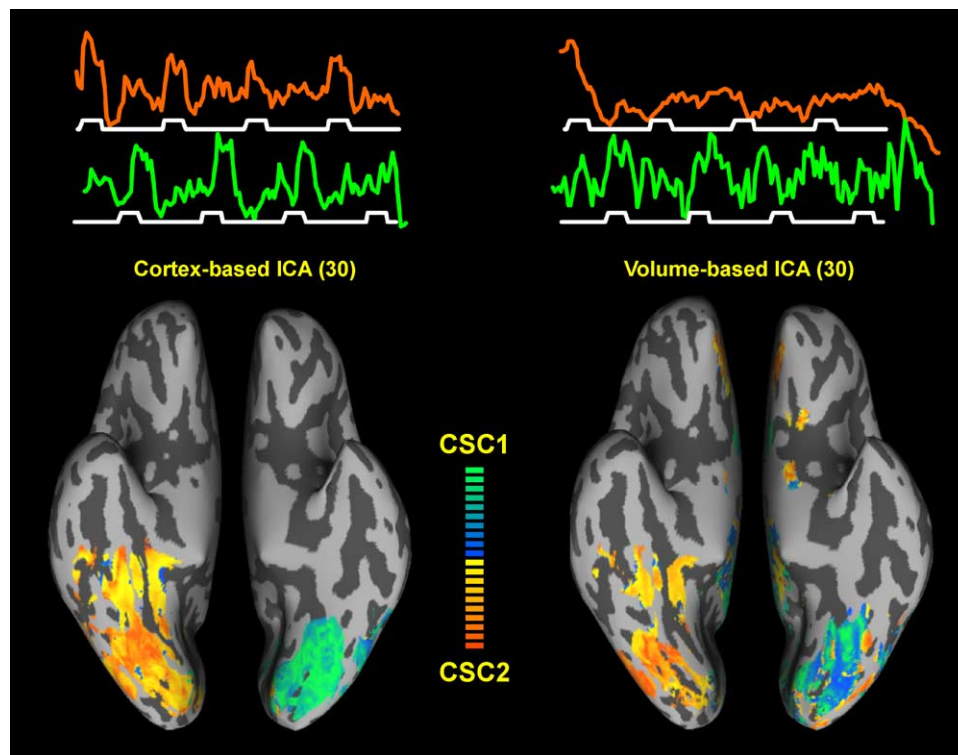 Cortex-based ICA (30)
Volume-based ICA (30)
CSC1
CSC2